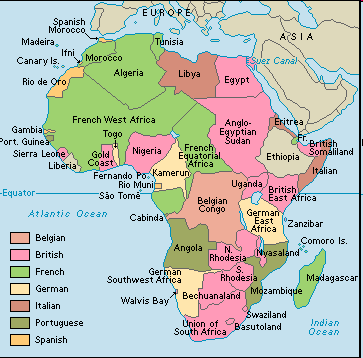 EUROPE
ASIA
Spanish
Morocco
Madeira
Ifni
Canary Is.
Rio de Oro
Morocco
Tunisia
Algeria
Libya
Egypt
Suez Canal
French West Africa
Gambia
Port. Guinea
Sierra Leone
Liberia
Togo
Gold
Coast
Nigeria
Fernando Po
Rio Muni
São Tomé
Kamerun
French
Equatorial
Africa
Anglo-
Egyptian
Sudan
Eritrea
Fr.
British
Somaliland
Ethiopia
Italian
Equator
Uganda
British
East Africa
Atlantic Ocean
Cabinda
Belgian
Congo
German
East
Africa
Zanzibar
Comoro Is.
Angola
N.
Rhodesia
Nyasaland
S.
Rhodesia
Madagascar
Mozambique
German
Southwest Africa
Walvis Bay
Bechuanaland
Swaziland
Basutoland
Union of
South Africa
Indian
Ocean
Belgian
British
French
German
Italian
Portuguese
Spanish